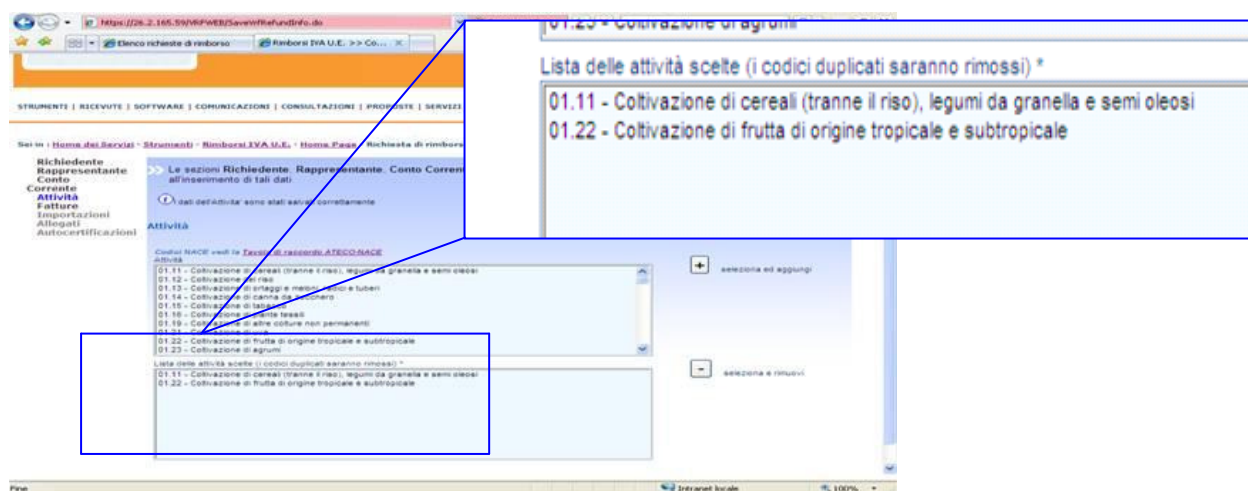 https://26.2.165.59/VRFWEB/SaveVfRefundInfo.do
Elenco richieste di rimborso
Rimborsi IVA U.E. >> Co...
STRUMENTI | RICEVUTE | SOFTWARE | COMUNICAZIONI | CONSULTAZIONI | PROPOSTE | SERVIZI
Sei in : Home dei Servizi - Strumenti - Rimborsi IVA U.E. - Home Page - Richiesta di rimbors
Richiedente
Rappresentante
Conto
Corrente
Attività
Fatture
Importazioni
Allegati
Autocertificazioni
Le sezioni Richiedente, Rappresentante, Conto Corren
all'inserimento di tali dati
I dati dell'Attivita' sono stati salvati correttamente
Attività
Codici NACE vedi la Tavola di raccordo ATECO-NACE
Attività
01.11 - Coltivazione di cereali (tranne il riso), legumi da granella e semi oleosi
01.12 - Coltivazione del riso
01.13 - Coltivazione di ortaggi e meloni, radici e tuberi
01.14 - Coltivazione di canna da zucchero
01.15 - Coltivazione di tabacco
01.16 - Coltivazione di piante tessili
01.19 - Coltivazione di altre colture non permanenti
01.21 - Coltivazione di uva
01.22 - Coltivazione di frutta di origine tropicale e subtropicale
01.23 - Coltivazione di agrumi
+ seleziona ed aggiungi
Lista delle attività scelte (i codici duplicati saranno rimossi) *
01.11 - Coltivazione di cereali (tranne il riso), legumi da granella e semi oleosi
01.22 - Coltivazione di frutta di origine tropicale e subtropicale
- seleziona e rimuovi
Fine
Intranet locale
100%
01.23 - Coltivazione di agrumi
Lista delle attività scelte (i codici duplicati saranno rimossi) *
01.11 - Coltivazione di cereali (tranne il riso), legumi da granella e semi oleosi
01.22 - Coltivazione di frutta di origine tropicale e subtropicale